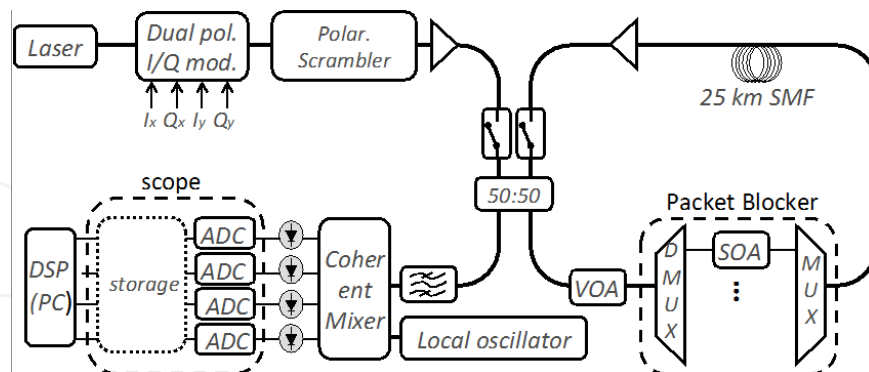 Laser
Dual pol.
I/Q mod.
Polar.
Scrambler
Ix Qx Iy Qy
25 km SMF
50:50
scope
Packet Blocker
DSP
(PC)
storage
ADC
ADC
ADC
ADC
Coher
ent
Mixer
Local oscillator
VOA
D
M
U
X
SOA
...
M
U
X